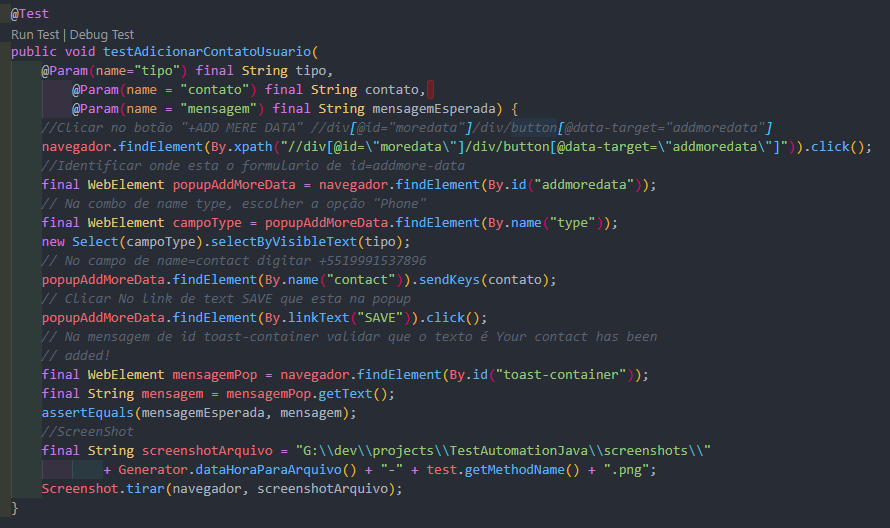 @Test
Run Test | Debug Test
public void testAdicionarContatoUsuario(
@Param(name="tipo") final String tipo,
@Param(name = "contato") final String contato,
@Param(name = "mensagem") final String mensagemEsperada) {
//Clicar no botão "+ADD MERE DATA" //div[@id="moredata"]/div/button[@data-target="addmoredata"]
navegador.findElement(By.xpath("//div[@id=\"moredata\"]/div/button[@data-target=\"addmoredata\"]")).click();
//Identificar onde esta o formulario de id=addmore-data
final WebElement popupAddMoreData = navegador.findElement(By.id("addmoredata"));
// Na combo de name type, escolher a opção "Phone"
final WebElement campoType = popupAddMoreData.findElement(By.name("type"));
new Select(campoType).selectByVisibleText(tipo);
// No campo de name=contact digitar +5519991537896
popupAddMoreData.findElement(By.name("contact")).sendKeys(contato);
// Clicar No link de text SAVE que esta na popup
popupAddMoreData.findElement(By.linkText("SAVE")).click();
// Na mensagem de id toast-container validar que o texto é Your contact has been
// added!
final WebElement mensagemPop = navegador.findElement(By.id("toast-container"));
final String mensagem = mensagemPop.getText();
assertEquals(mensagemEsperada, mensagem);
//ScreenShot
final String screenshotArquivo = "G:\\dev\\projects\\TestAutomationJava\\screenshots\\"
+ Generator.dataHoraParaArquivo() + "-" + test.getMethodName() + ".png";
Screenshot.tirar(navegador, screenshotArquivo);
}